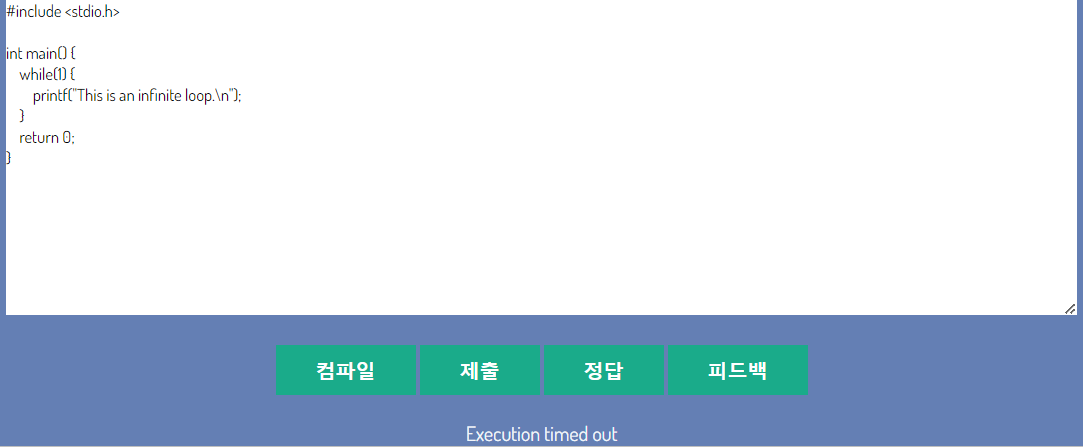 #include <stdio.h>
int main() {
while(1) {
printf("This is an infinite loop.\n");
}
return 0;
}
컴파일 제출 정답 피드백
Execution timed out